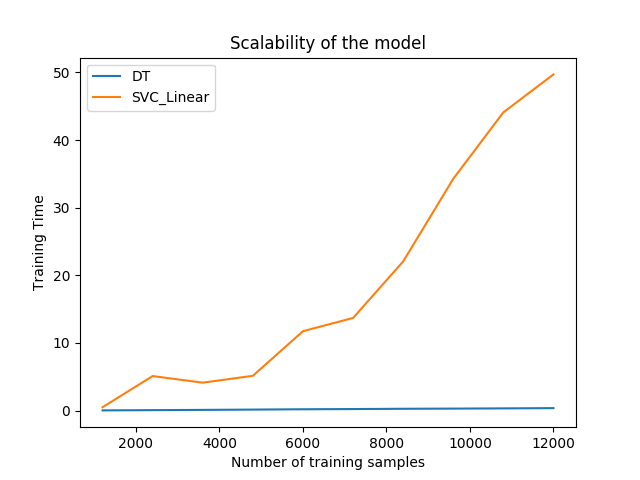 Scalability of the model
DT
SVC_Linear
50
40
30
20
10
0
Training Time
2000 4000 6000 8000 10000 12000
Number of training samples